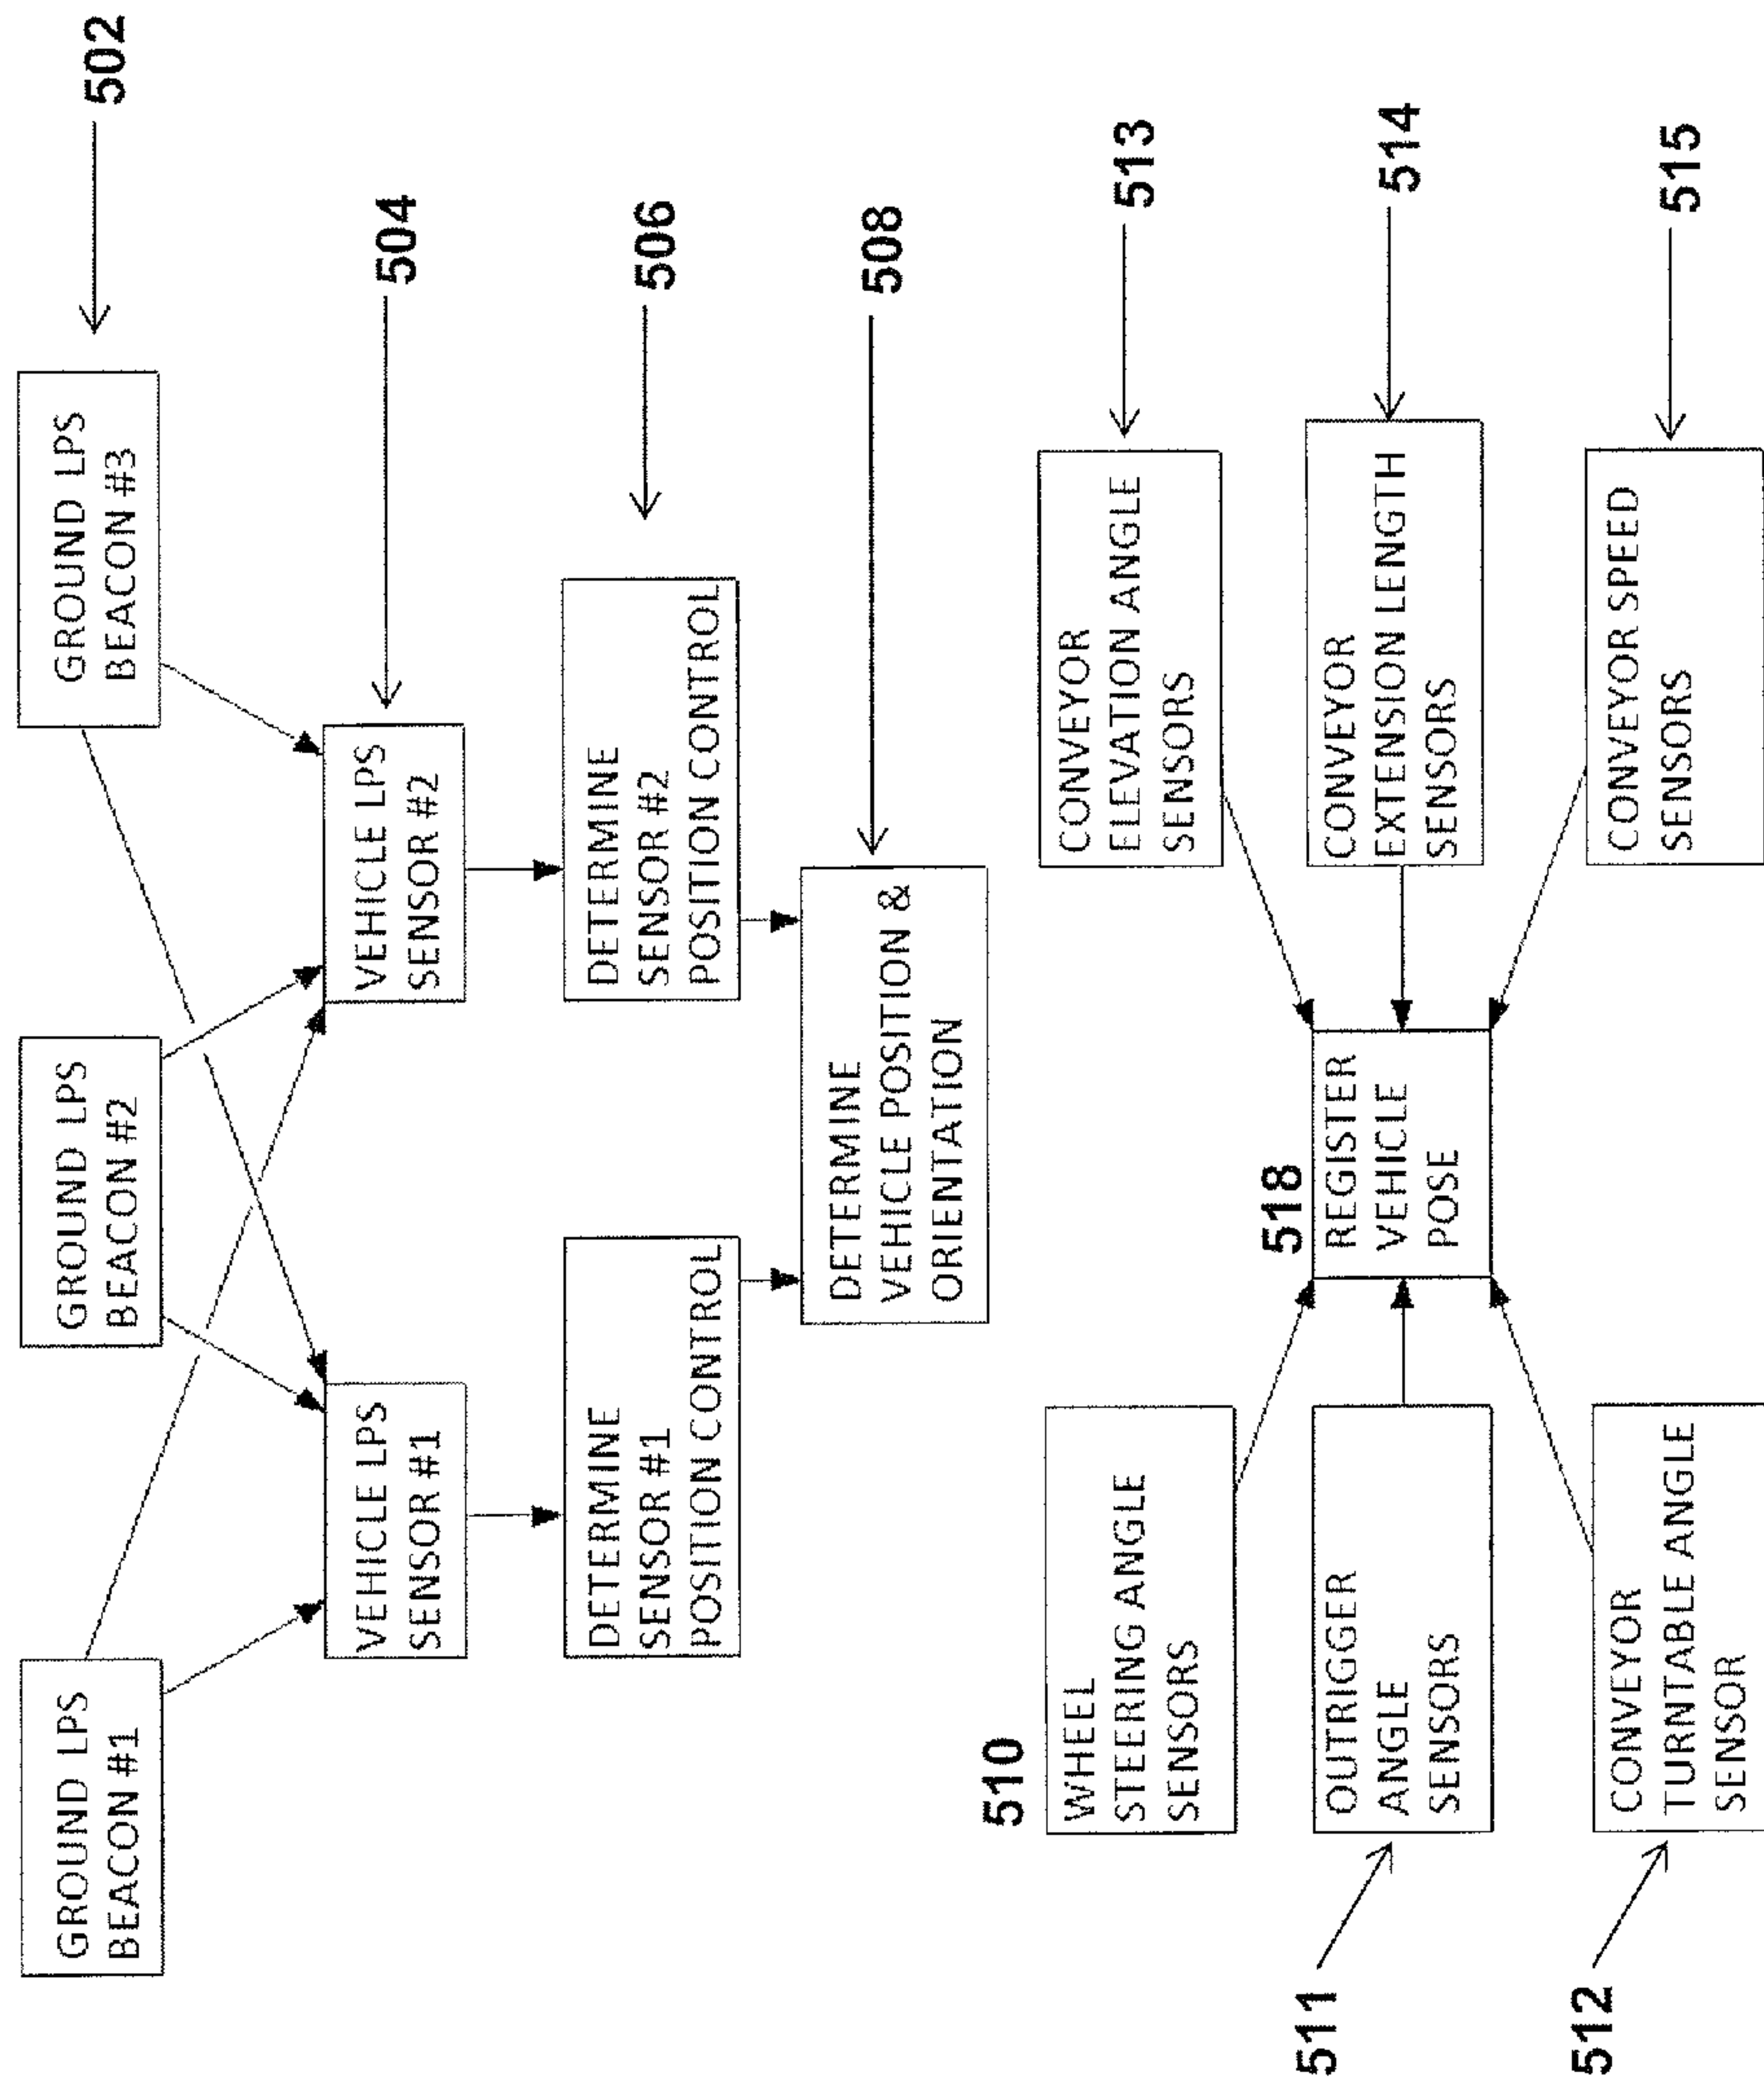 GROUND LPS
BEACON #1
GROUND LPS
BEACON #2
GROUND LPS
BEACON #3
502
VEHICLE LPS
SENSOR #1
VEHICLE LPS
SENSOR #2
504
DETERMINE
SENSOR #1
POSITION CONTROL
DETERMINE
SENSOR #2
POSITION CONTROL
506
DETERMINE
VEHICLE POSITION &
ORIENTATION
508
510
WHEEL
STEERING ANGLE
SENSORS
511
OUTRIGGER
ANGLE
SENSORS
512
CONVEYOR
TURNTABLE ANGLE
SENSOR
518
REGISTER
VEHICLE
POSE
CONVEYOR
ELEVATION ANGLE
SENSORS
513
CONVEYOR
EXTENSION LENGTH
SENSORS
514
CONVEYOR SPEED
SENSORS
515